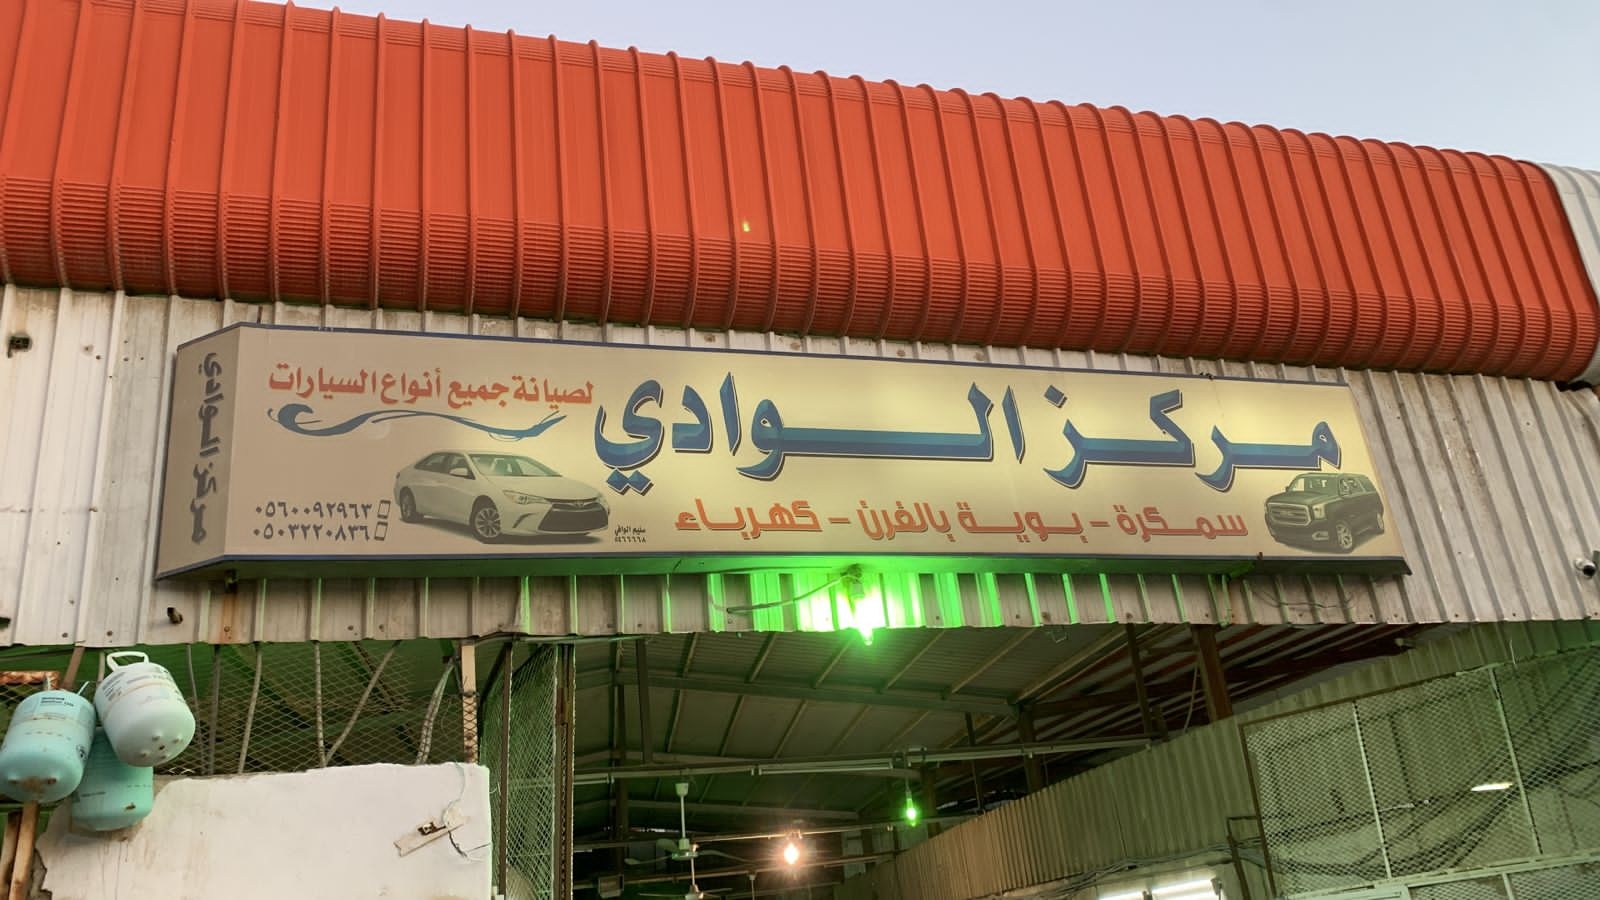 مركز الوادي
لصيانة جميع أنواع السيارات
سمكرة - بوية بالفرن - كهرباء
٠٥٦٠٠٩٢٩٦٣
٠٥٠٣٢٢٠٨٣٦
مركز الوادي